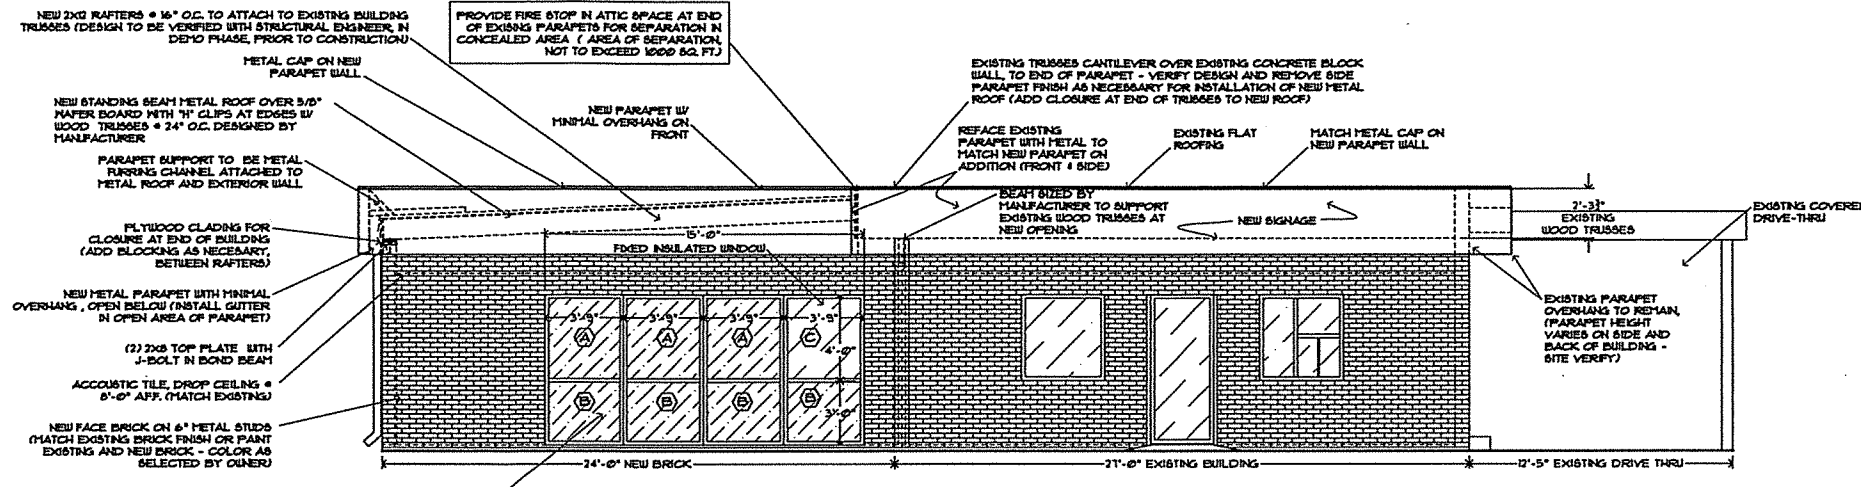 NEW 2X12 RAFTERS @ 16" O.C. TO ATTACH TO EXISTING BUILDING
TRUSSES (DESIGN TO BE VERIFIED WITH STRUCTURAL ENGINEER, IN
DEMO PHASE, PRIOR TO CONSTRUCTION)
PROVIDE FIRE STOP IN ATTIC SPACE AT END
OF EXISING PARAPETS FOR SEPARATION IN
CONCEALED AREA ( AREA OF SEPARATION,
NOT TO EXCEED 1000 SQ. FT.)
METAL CAP ON NEW
PARAPET WALL
NEW STANDING SEAM METAL ROOF OVER 5/8"
WAFER BOARD WITH "H" CLIPS AT EDGES W/
WOOD TRUSSES @ 24" O.C. DESIGNED BY
MANUFACTURER
NEW PARAPET W/
MINIMAL OVERHANG ON
FRONT
EXISTING TRUSSES CANTILEVER OVER EXISTING CONCRETE BLOCK
WALL, TO END OF PARAPET - VERIFY DESIGN AND REMOVE SIDE
PARAPET FINISH AS NECESSARY FOR INSTALLATION OF NEW METAL
ROOF (ADD CLOSURE AT END OF TRUSSES TO NEW ROOF)
REFACE EXISTING
PARAPET WITH METAL TO
MATCH NEW PARAPET ON
ADDITION (FRONT & SIDE)
EXISTING FLAT
ROOFING
MATCH METAL CAP ON
NEW PARAPET WALL
PARAPET SUPPORT TO BE METAL
FURRING CHANNEL ATTACHED TO
METAL ROOF AND EXTERIOR WALL
BEAM SIZED BY
MANUFACTURER TO SUPPORT
EXISTING WOOD TRUSSES AT
NEW OPENING
NEW SIGNAGE
EXISTING
WOOD TRUSSES
EXISTING COVERED
DRIVE-THRU
PLYWOOD CLADING FOR
CLOSURE AT END OF BUILDING
(ADD BLOCKING AS NECESSARY,
BETWEEN RAFTERS)
15'-0"
FIXED INSULATED WINDOW
NEW METAL PARAPET WITH MINIMAL
OVERHANG , OPEN BELOW (INSTALL GUTTER
IN OPEN AREA OF PARAPET)
EXISTING PARAPET
OVERHANG TO REMAIN,
(PARAPET HEIGHT
VARIES ON SIDE AND
BACK OF BUILDING -
SITE VERIFY)
3'-9" 3'-9" 3'-9" 3'-9"
A A A C
4'-0"
(2) 2X8 TOP PLATE WITH
J-BOLT IN BOND BEAM
ACCOUSTIC TILE, DROP CEILING @
8'-0" AFF. (MATCH EXISTING)
B B B B
3'-0"
NEW FACE BRICK ON 6" METAL STUDS
(MATCH EXISTING BRICK FINISH OR PAINT
EXISTING AND NEW BRICK - COLOR AS
SELECTED BY OWNER)
24'-0" NEW BRICK
27'-0" EXISTING BUILDING
12'-5" EXISTING DRIVE THRU